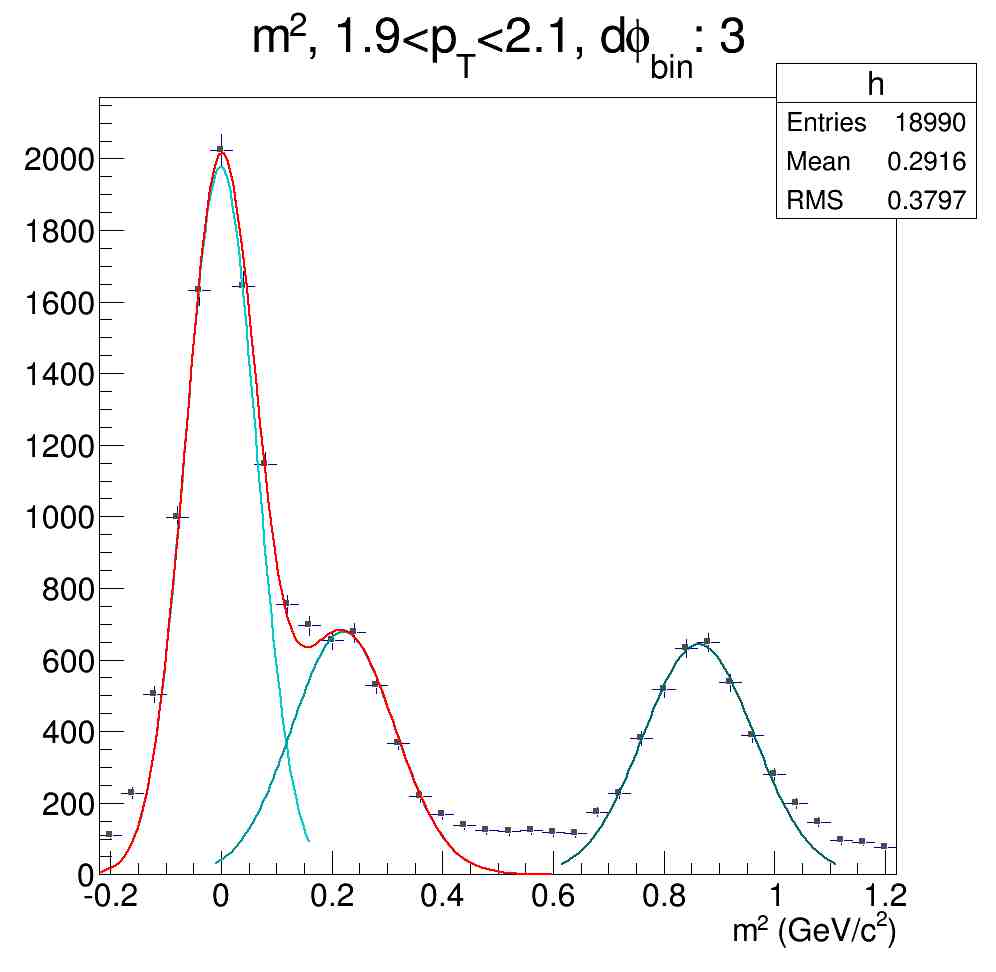 m², 1.9<p_T<2.1, dϕ_bin: 3
h
Entries 18990
Mean 0.2916
RMS 0.3797
2000
1800
1600
1400
1200
1000
800
600
400
200
0
-0.2 0 0.2 0.4 0.6 0.8 1 1.2
m² (GeV/c²)